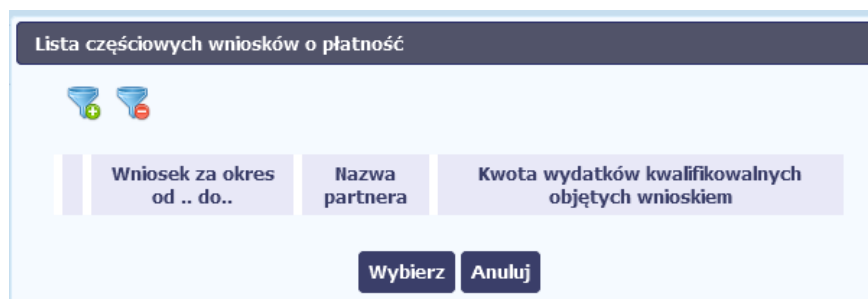 Lista częściowych wniosków o płatność
Wniosek za okres
od .. do..
Nazwa
partnera
Kwota wydatków kwalifikowalnych
objętych wnioskiem
Wybierz Anuluj